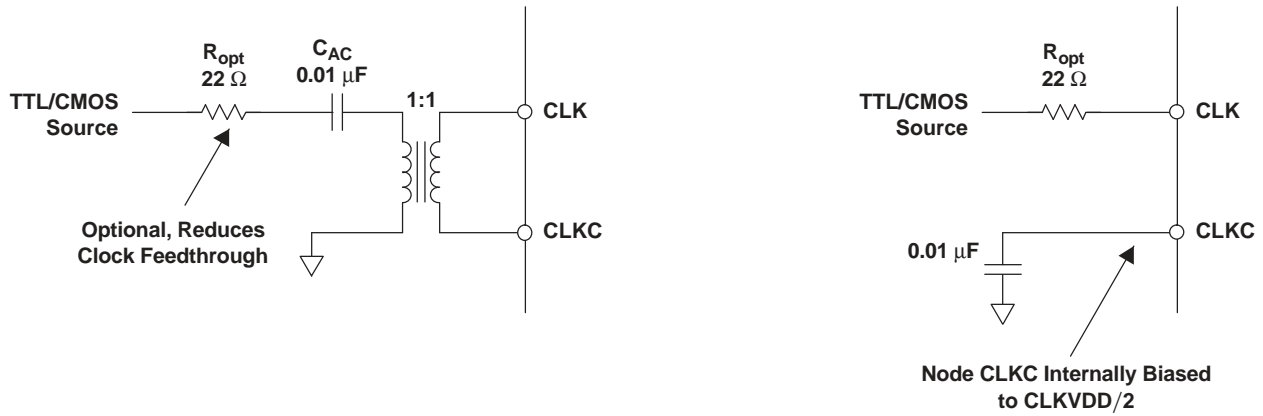 R_opt
22 Ω
C_AC
0.01 μF
TTL/CMOS
Source
1:1
CLK
CLKC
Optional, Reduces
Clock Feedthrough
R_opt
22 Ω
TTL/CMOS
Source
CLK
CLKC
0.01 μF
Node CLKC Internally Biased
to CLKVDD/2